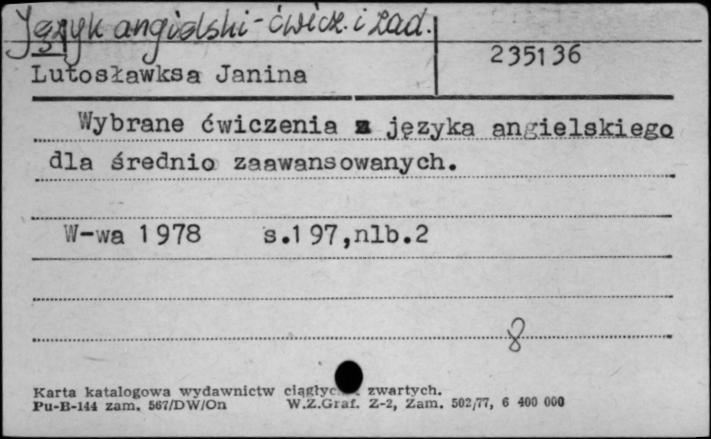 Język angielski - ćwicz. i zad.
235136
Lutosławksa Janina
Wybrane ćwiczenia z języka angielskiego
dla średnio zaawansowanych.
W-wa 1978 s.197,nlb.2
8
Karta katalogowa wydawnictw zwartych.
Pu-B-144 zam. 567/DW/On W.Z.Graf. Z-2, Zam. 502/77, 6 400 000